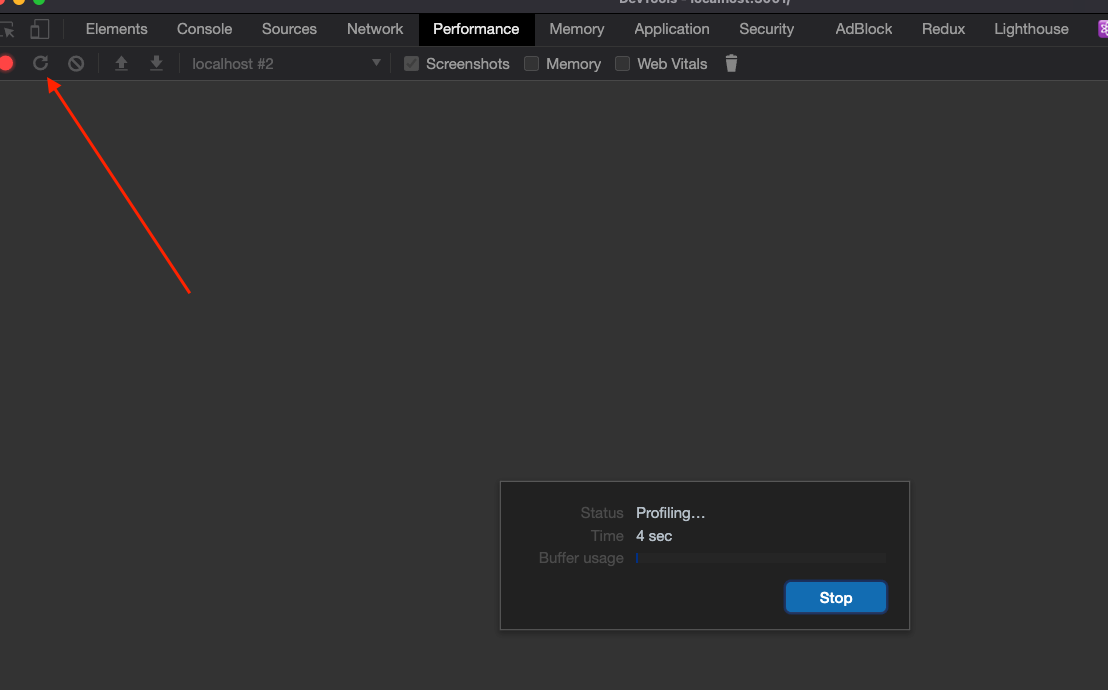 DevTools - localhost:3001/
Elements Console Sources Network Performance Memory Application Security AdBlock Redux Lighthouse
localhost #2 Screenshots Memory Web Vitals
Status Profiling…
Time 4 sec
Buffer usage
Stop